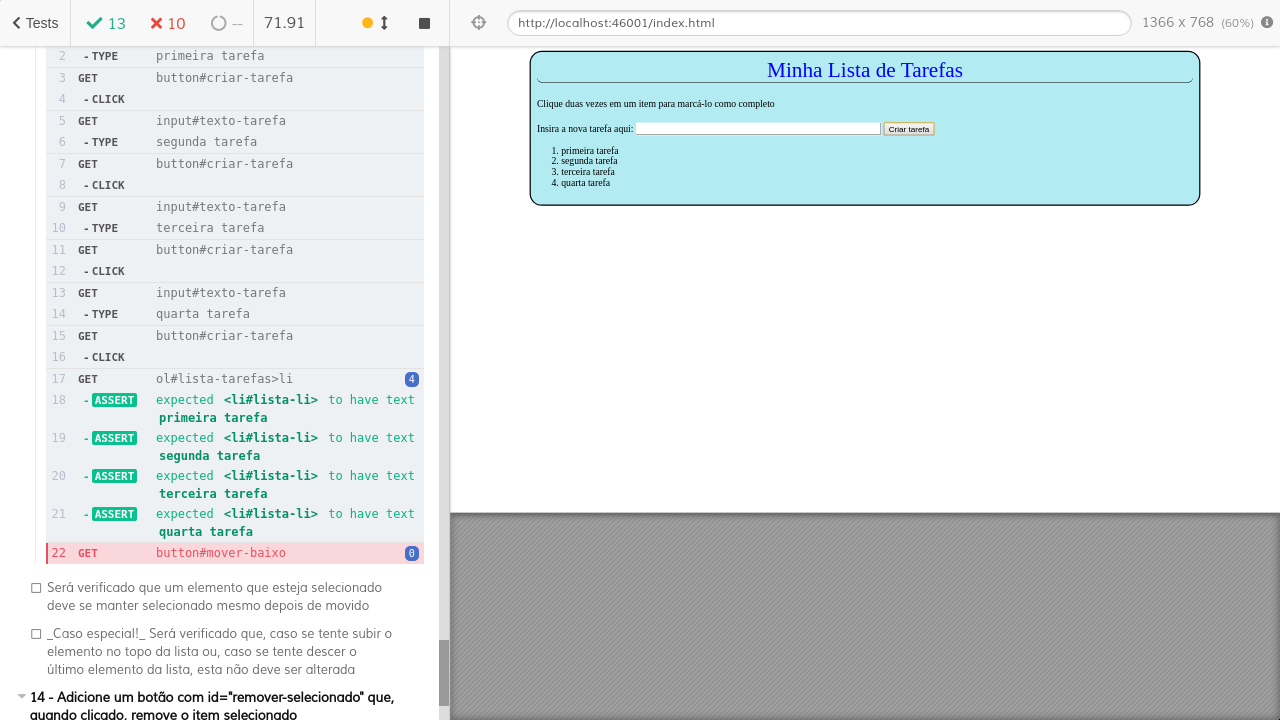 Tests 13 10 -- 71.91
2 - TYPE primeira tarefa
3 GET button#criar-tarefa
4 - CLICK
5 GET input#texto-tarefa
6 - TYPE segunda tarefa
7 GET button#criar-tarefa
8 - CLICK
9 GET input#texto-tarefa
10 - TYPE terceira tarefa
11 GET button#criar-tarefa
12 - CLICK
13 GET input#texto-tarefa
14 - TYPE quarta tarefa
15 GET button#criar-tarefa
16 - CLICK
17 GET ol#lista-tarefas>li 4
18 - ASSERT expected <li#lista-li> to have text
primeira tarefa
19 - ASSERT expected <li#lista-li> to have text
segunda tarefa
20 - ASSERT expected <li#lista-li> to have text
terceira tarefa
21 - ASSERT expected <li#lista-li> to have text
quarta tarefa
22 GET button#mover-baixo 0
Será verificado que um elemento que esteja selecionado
deve se manter selecionado mesmo depois de movido
_Caso especial!_ Será verificado que, caso se tente subir o
elemento no topo da lista ou, caso se tente descer o
último elemento da lista, esta não deve ser alterada
14 - Adicione um botão com id="remover-selecionado" que,
quando clicado, remove o item selecionado
http://localhost:46001/index.html
1366 x 768 (60%)
Minha Lista de Tarefas
Clique duas vezes em um item para marcá-lo como completo
Insira a nova tarefa aqui: Criar tarefa
1. primeira tarefa
2. segunda tarefa
3. terceira tarefa
4. quarta tarefa